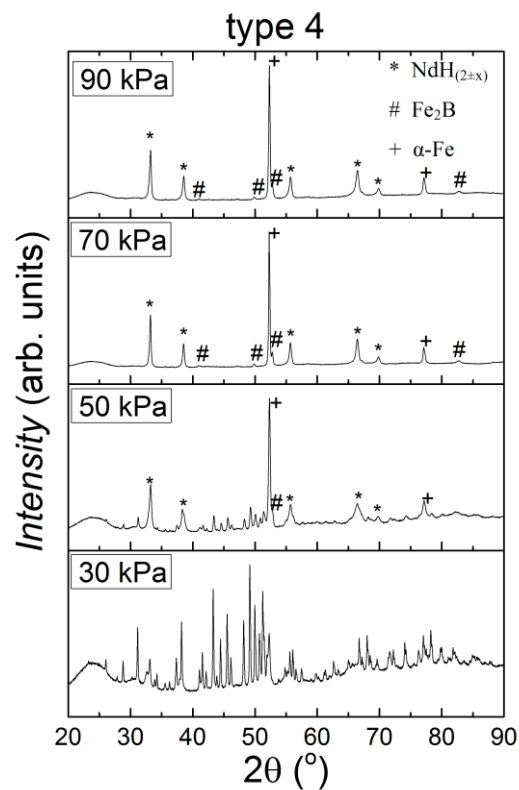 type 4
90 kPa
* NdH(2±x)
# Fe2B
+ α-Fe
+
*
*
#
#
#
*
*
*
+
#
70 kPa
+
*
*
#
#
#
*
*
*
+
#
50 kPa
+
*
*
#
*
*
*
+
30 kPa
Intensity (arb. units)
20 30 40 50 60 70 80 90
2θ (°)